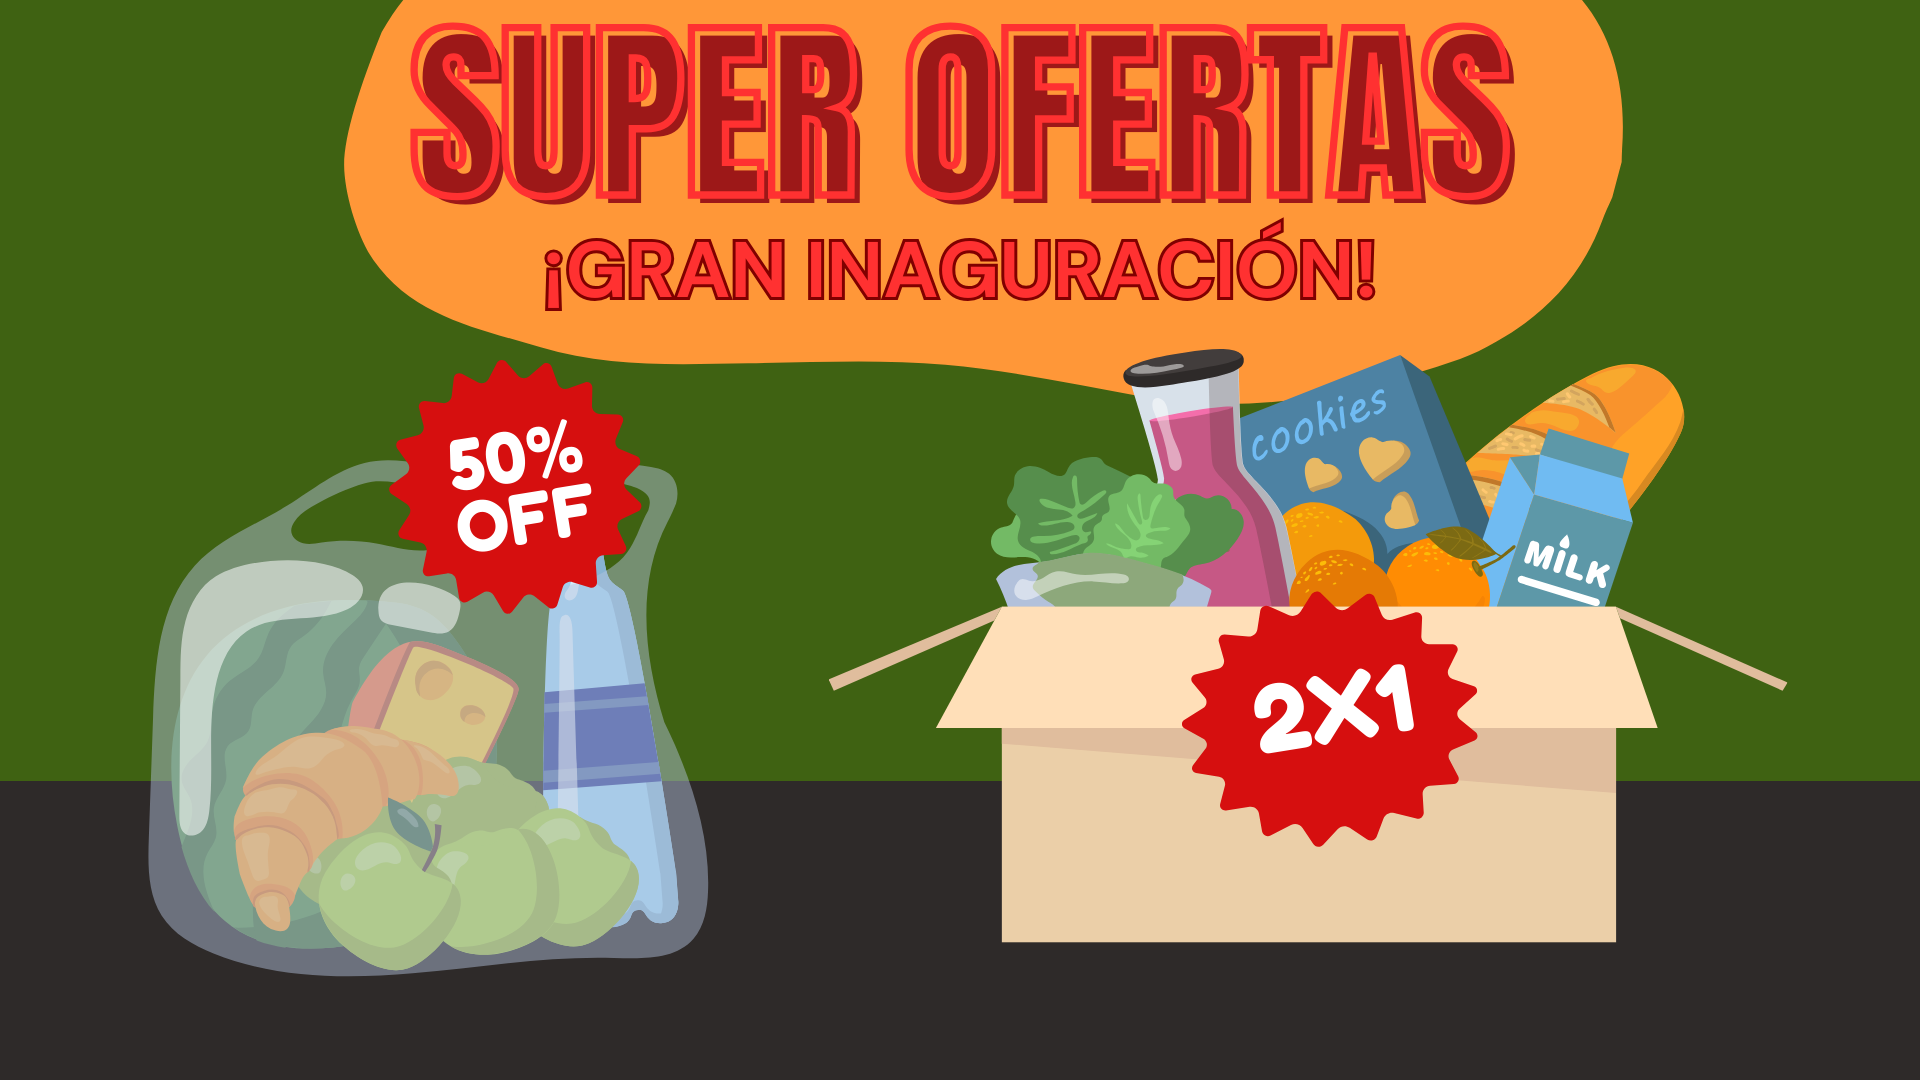 SUPER OFERTAS
¡GRAN INAGURACIÓN!
50%
OFF
cookies
MiLK
2X1